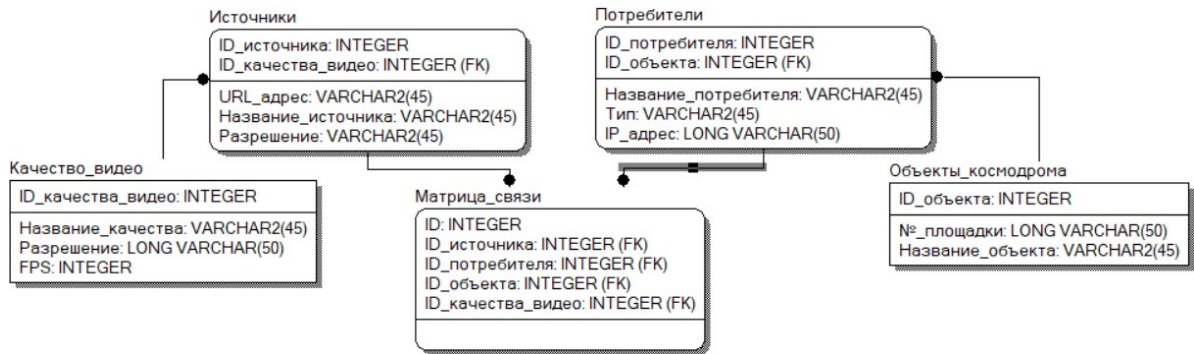 Источники
ID_источника: INTEGER
ID_качества_видео: INTEGER (FK)
URL_адрес: VARCHAR2(45)
Название_источника: VARCHAR2(45)
Разрешение: VARCHAR2(45)
Потребители
ID_потребителя: INTEGER
ID_объекта: INTEGER (FK)
Название_потребителя: VARCHAR2(45)
Тип: VARCHAR2(45)
IP_адрес: LONG VARCHAR(50)
Качество_видео
ID_качества_видео: INTEGER
Название_качества: VARCHAR2(45)
Разрешение: LONG VARCHAR(50)
FPS: INTEGER
Матрица_связи
ID: INTEGER
ID_источника: INTEGER (FK)
ID_потребителя: INTEGER (FK)
ID_объекта: INTEGER (FK)
ID_качества_видео: INTEGER (FK)
Объекты_космодрома
ID_объекта: INTEGER
№_площадки: LONG VARCHAR(50)
Название_объекта: VARCHAR2(45)